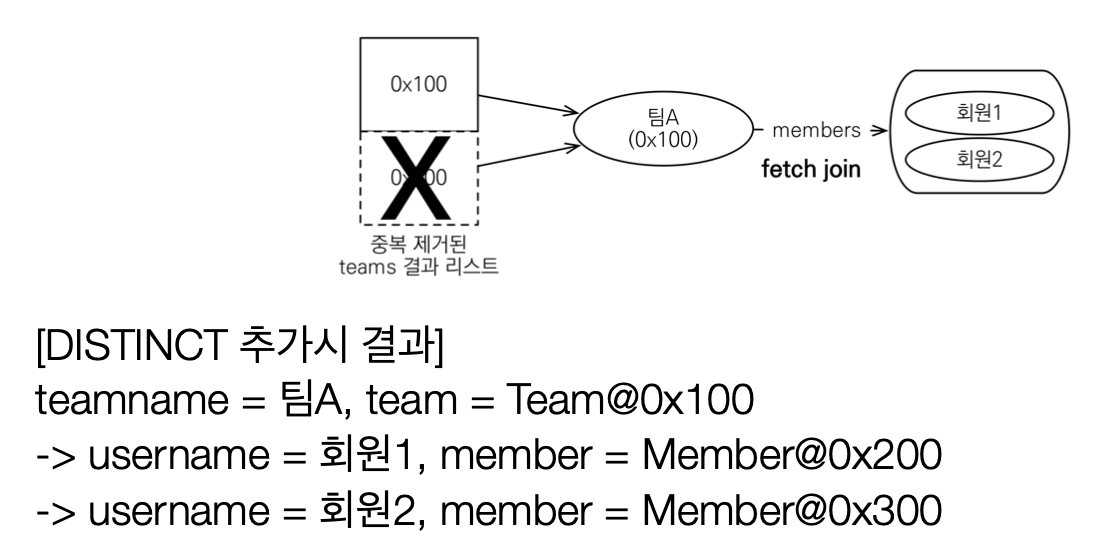 0x100
팀A
(0x100)
members
fetch join
회원1
회원2
중복 제거된
teams 결과 리스트
[DISTINCT 추가시 결과]
teamname = 팀A, team = Team@0x100
-> username = 회원1, member = Member@0x200
-> username = 회원2, member = Member@0x300